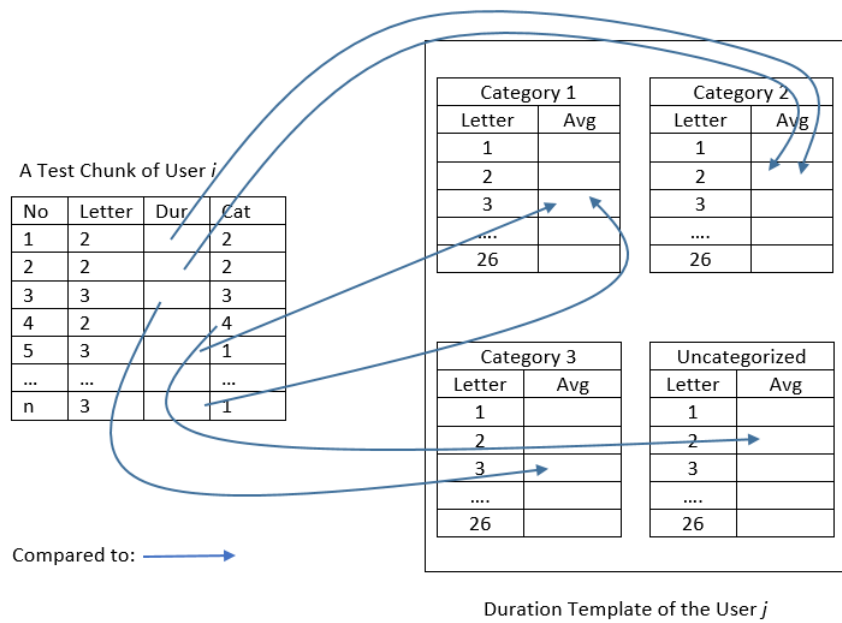 A Test Chunk of User i
No Letter Dur Cat
1 2 2
2 2 2
3 3 3
4 2 4
5 3 1
... ... ...
n 3 1
Category 1
Letter Avg
1
2
3
....
26
Category 2
Letter Avg
1
2
3
....
26
Category 3
Letter Avg
1
2
3
....
26
Uncategorized
Letter Avg
1
2
3
....
26
Compared to:
Duration Template of the User j